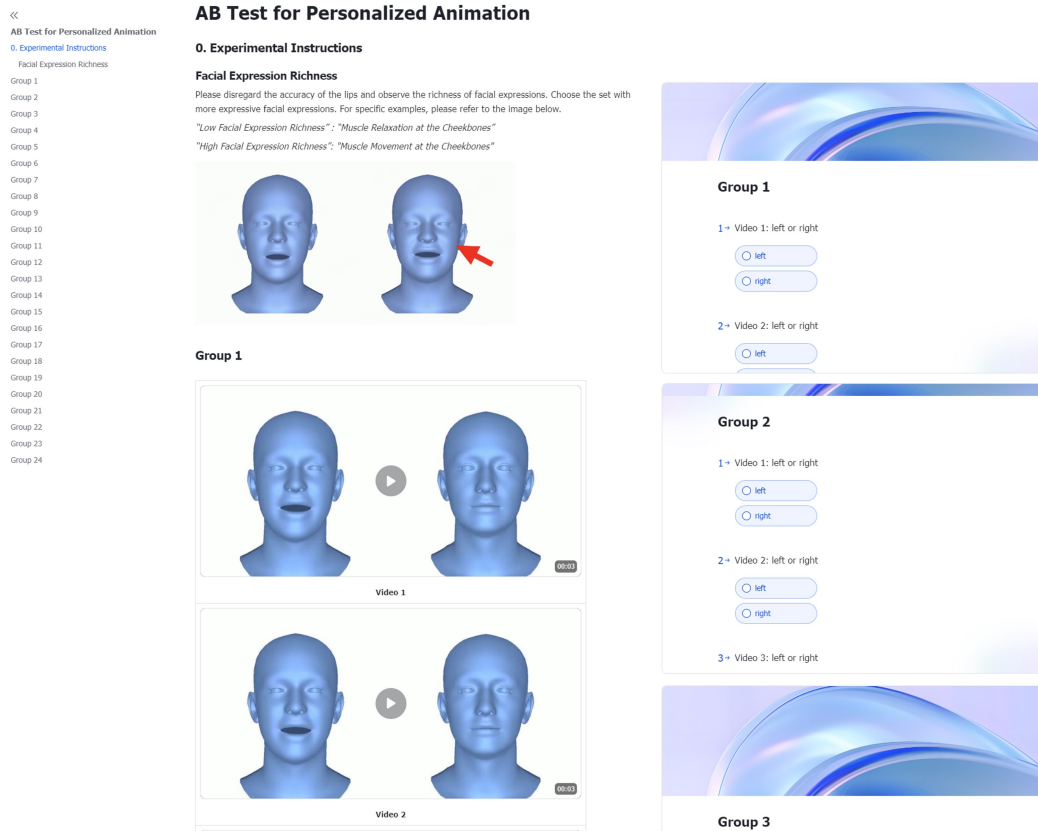 AB Test for Personalized Animation
0. Experimental Instructions
Facial Expression Richness
Group 1
Group 2
Group 3
Group 4
Group 5
Group 6
Group 7
Group 8
Group 9
Group 10
Group 11
Group 12
Group 13
Group 14
Group 15
Group 16
Group 17
Group 18
Group 19
Group 20
Group 21
Group 22
Group 23
Group 24
AB Test for Personalized Animation
0. Experimental Instructions
Facial Expression Richness
Please disregard the accuracy of the lips and observe the richness of facial expressions. Choose the set with
more expressive facial expressions. For specific examples, please refer to the image below.
"Low Facial Expression Richness" : "Muscle Relaxation at the Cheekbones"
"High Facial Expression Richness": "Muscle Movement at the Cheekbones"
Group 1
00:03
Video 1
00:03
Video 2
Group 1
1→ Video 1: left or right
left
right
2→ Video 2: left or right
left
Group 2
1→ Video 1: left or right
left
right
2→ Video 2: left or right
left
right
3→ Video 3: left or right
Group 3